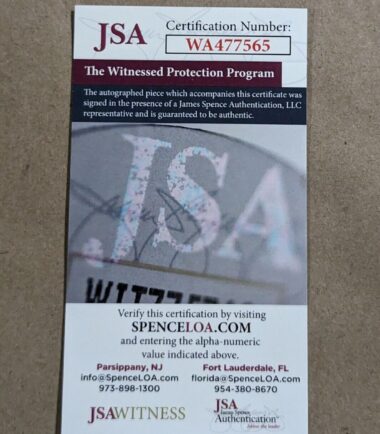 JSA
Certification Number:
WA477565
The Witnessed Protection Program
The autographed piece which accompanies this certificate was
signed in the presence of a James Spence Authentication, LLC
representative and is guaranteed to be authentic.
JSA
Verify this certification by visiting
SPENCELOA.COM
and entering the alpha-numeric
value indicated above.
Parsippany, NJ
info@SpenceLOA.com
973-898-1300
Fort Lauderdale, FL
florida@SpenceLOA.com
954-380-8670
JSAWITNESS
JSA
James Spence
Authentication